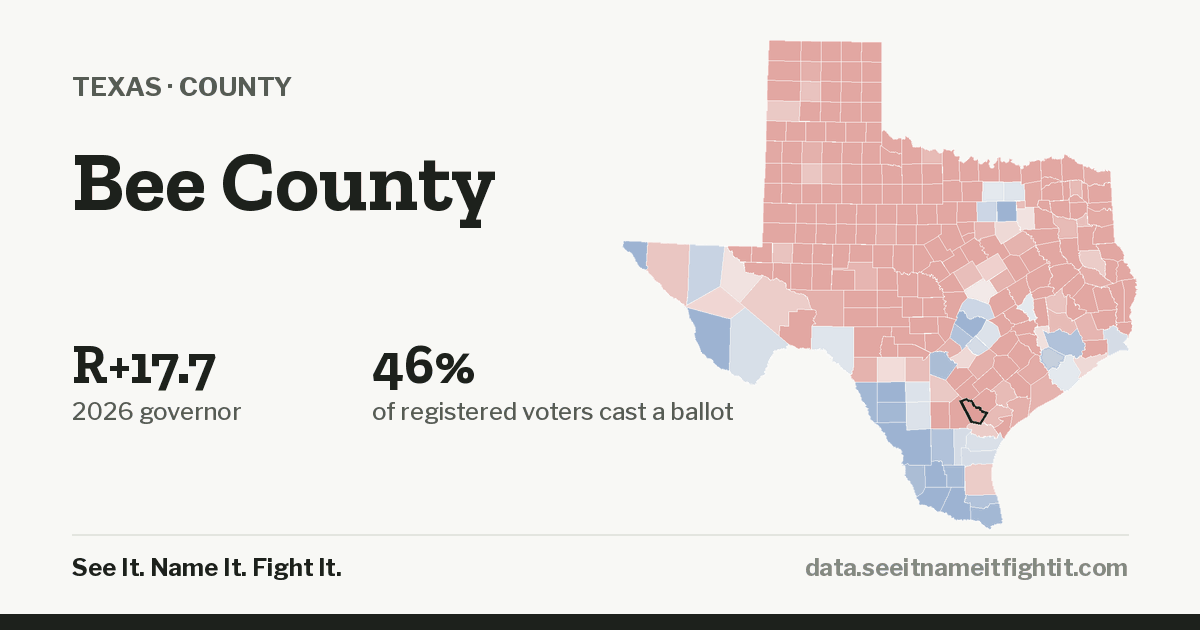 TEXAS · COUNTY
Bee County
R+17.7
2026 governor
46%
of registered voters cast a ballot
See It. Name It. Fight It.
data.seeitnameitfightit.com